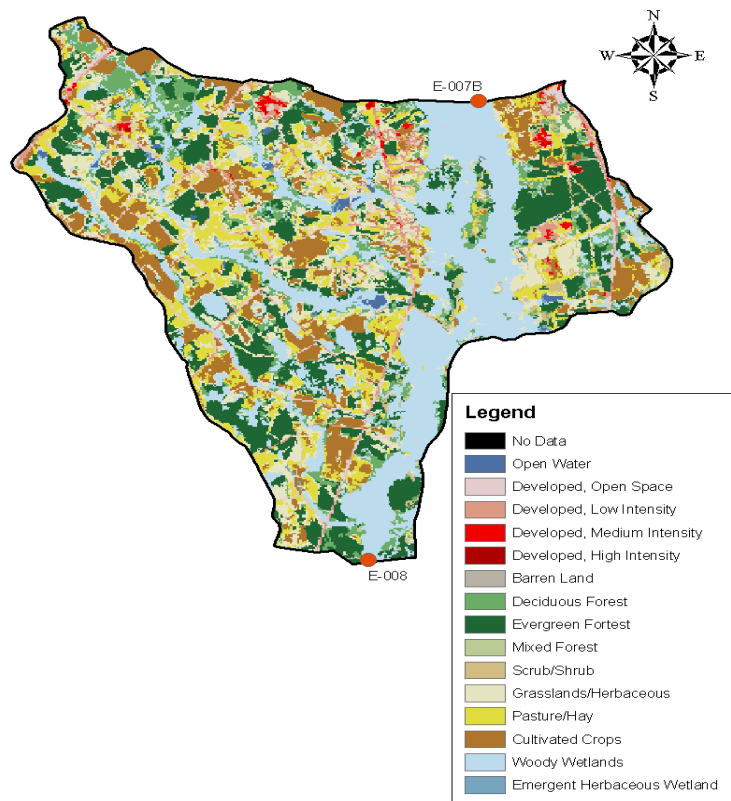 N
W E
S
E-007B
E-008
Legend
No Data
Open Water
Developed, Open Space
Developed, Low Intensity
Developed, Medium Intensity
Developed, High Intensity
Barren Land
Deciduous Forest
Evergreen Fortest
Mixed Forest
Scrub/Shrub
Grasslands/Herbaceous
Pasture/Hay
Cultivated Crops
Woody Wetlands
Emergent Herbaceous Wetland